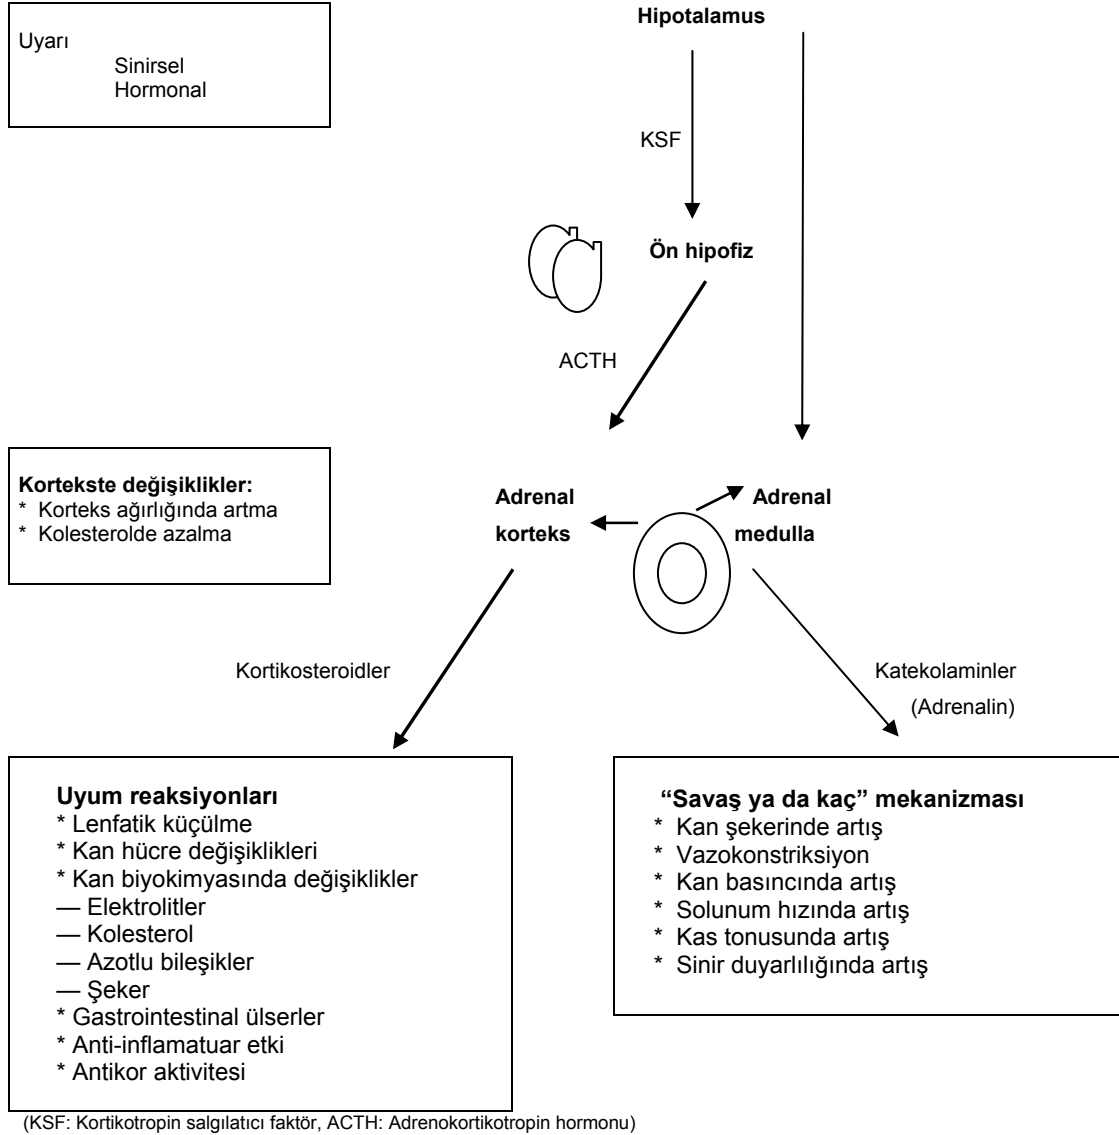 Hipotalamus
Uyarı
Sinirsel
Hormonal
KSF
Ön hipofiz
ACTH
Kortekste değişiklikler:
* Korteks ağırlığında artma
* Kolesterolde azalma
Adrenal
korteks
Adrenal
medulla
Kortikosteroidler
Katekolaminler
(Adrenalin)
Uyum reaksiyonları
* Lenfatik küçülme
* Kan hücre değişiklikleri
* Kan biyokimyasında değişiklikler
— Elektrolitler
— Kolesterol
— Azotlu bileşikler
— Şeker
* Gastrointestinal ülserler
* Anti-inflamatuar etki
* Antikor aktivitesi
“Savaş ya da kaç” mekanizması
* Kan şekerinde artış
* Vazokonstriksiyon
* Kan basıncında artış
* Solunum hızında artış
* Kas tonusunda artış
* Sinir duyarlılığında artış
(KSF: Kortikotropin salgılatıcı faktör, ACTH: Adrenokortikotropin hormonu)